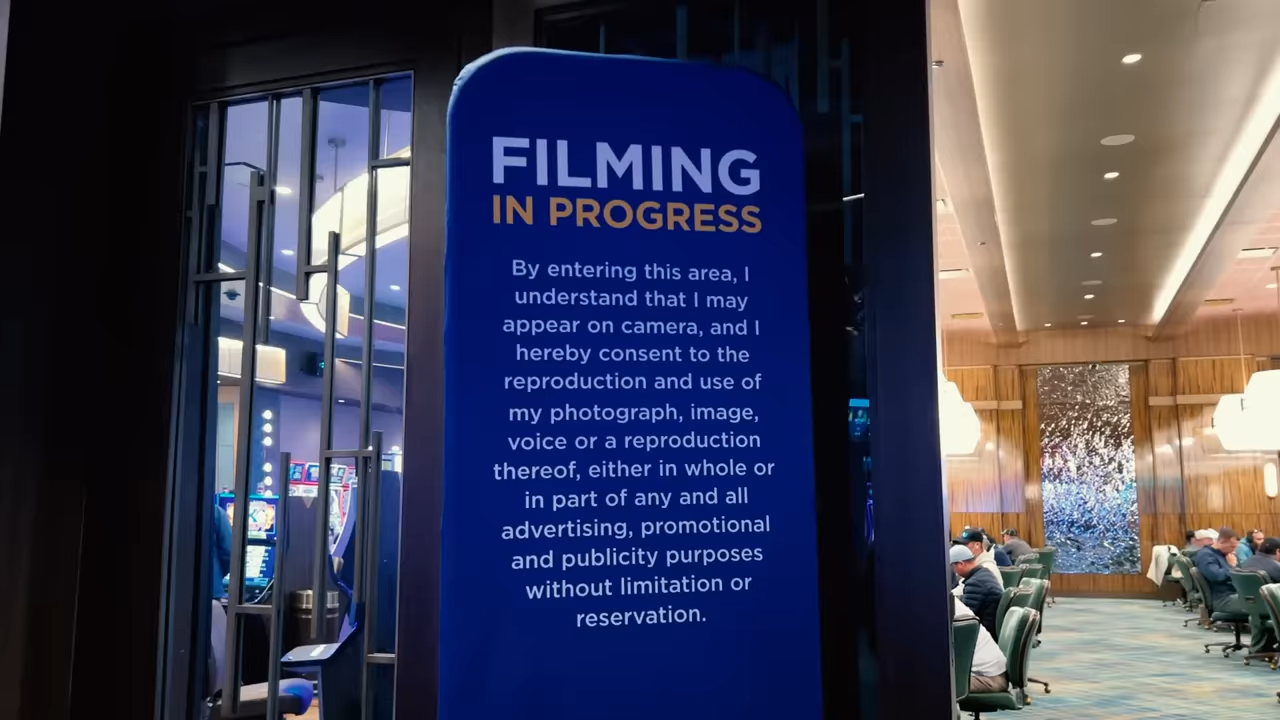 FILMING
IN PROGRESS
By entering this area, I
understand that I may
appear on camera, and I
hereby consent to the
reproduction and use of
my photograph, image,
voice or a reproduction
thereof, either in whole or
in part of any and all
advertising, promotional
and publicity purposes
without limitation or
reservation.